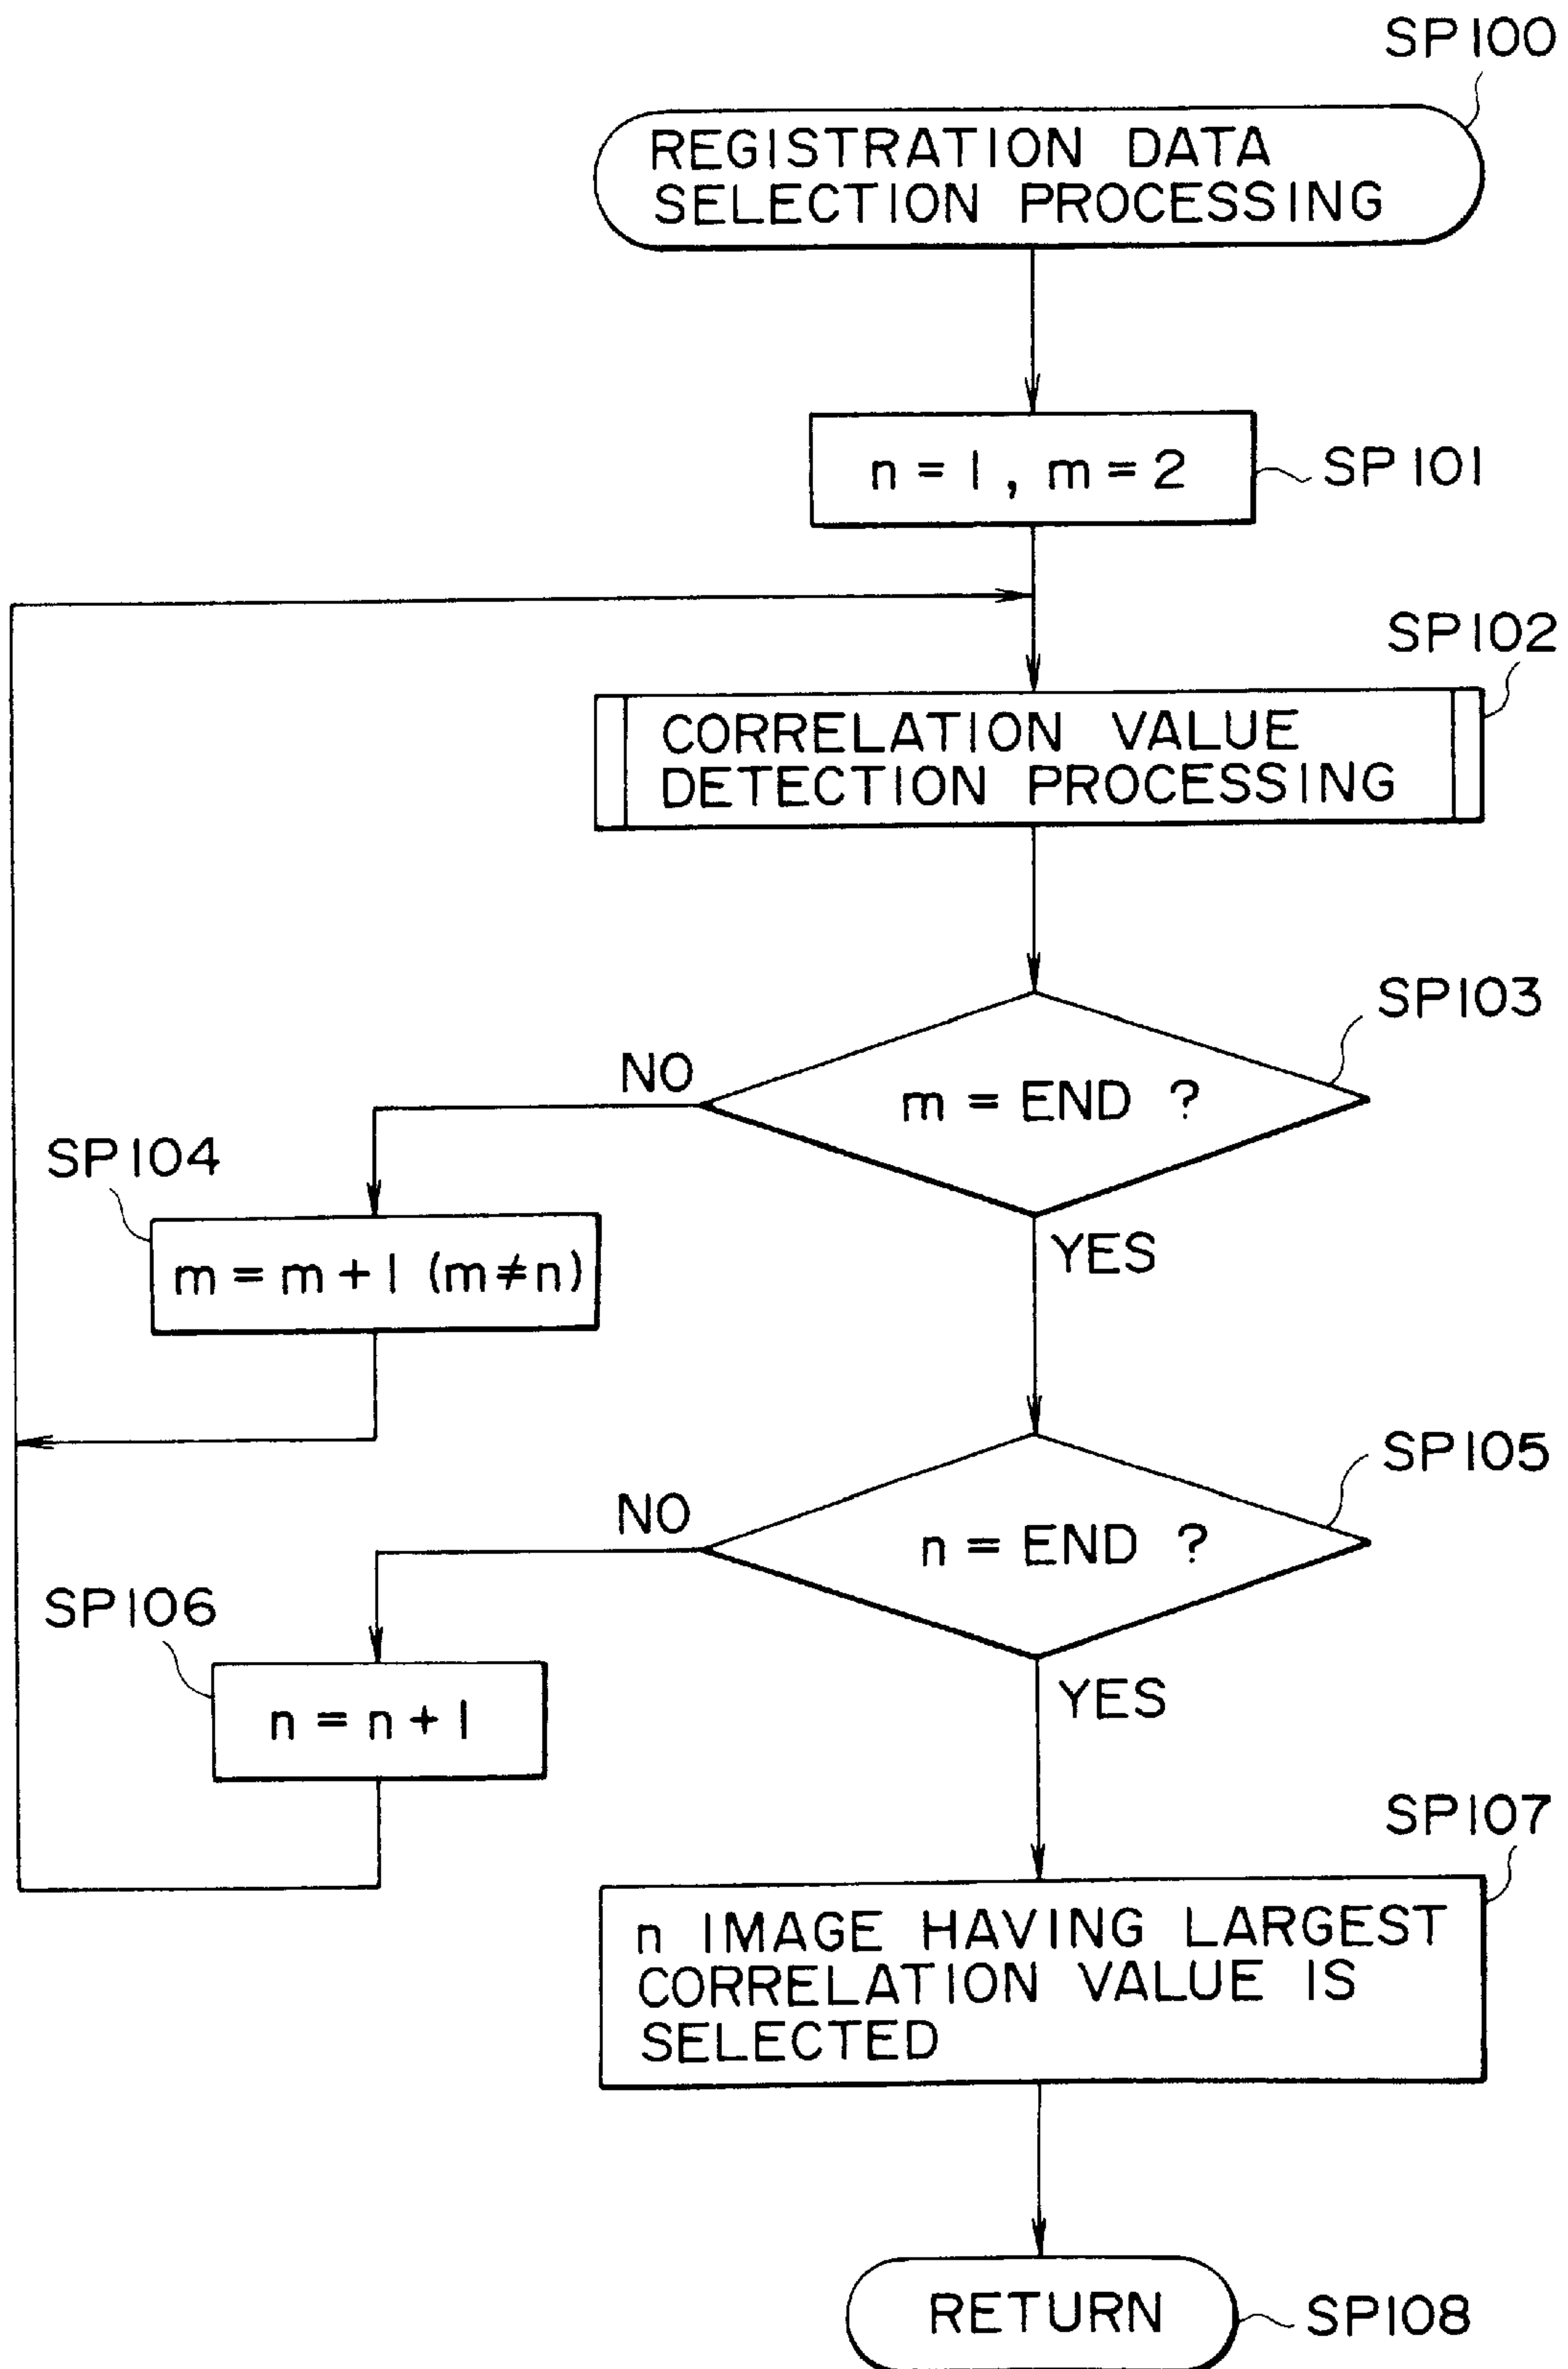 SP100
REGISTRATION DATA
SELECTION PROCESSING
n = 1 , m = 2
SP101
SP102
CORRELATION VALUE
DETECTION PROCESSING
SP103
NO
m = END ?
SP104
YES
m = m + 1 (m≠n)
SP105
NO
n = END ?
SP106
YES
n = n + 1
SP107
n IMAGE HAVING LARGEST
CORRELATION VALUE IS
SELECTED
RETURN
SP108